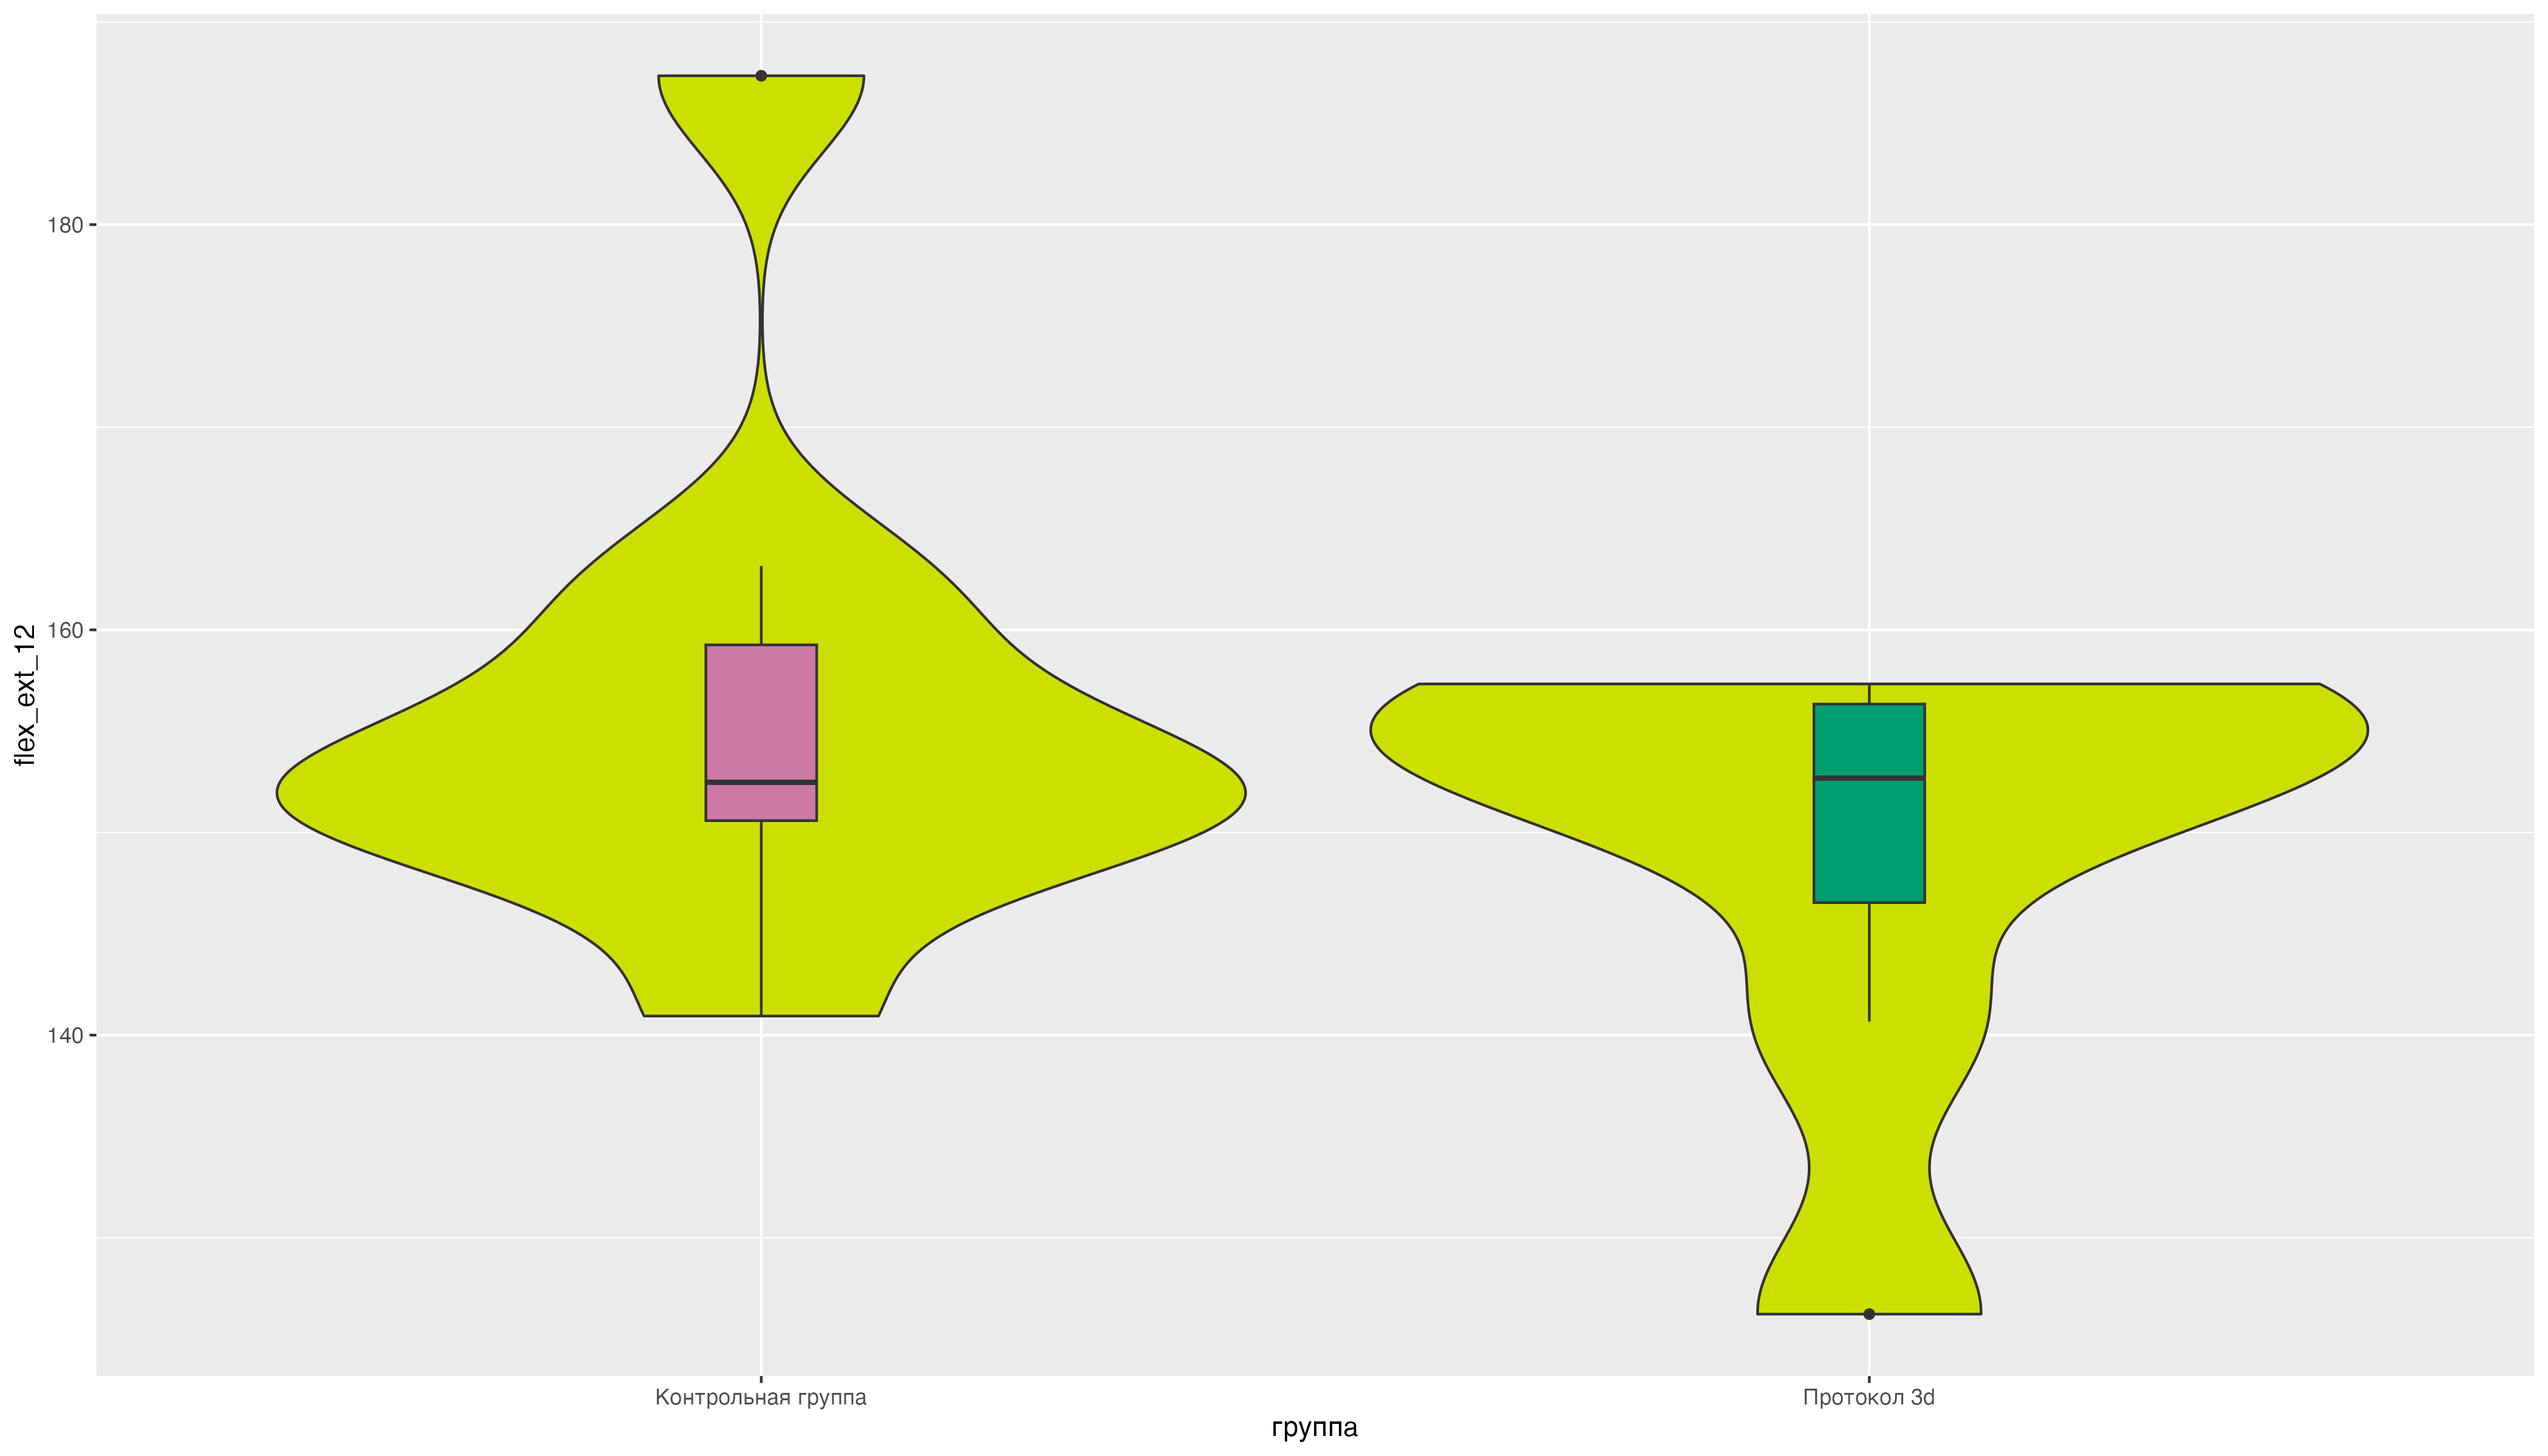 flex_ext_12
180
160
140
Контрольная группа
Протокол 3d
группа